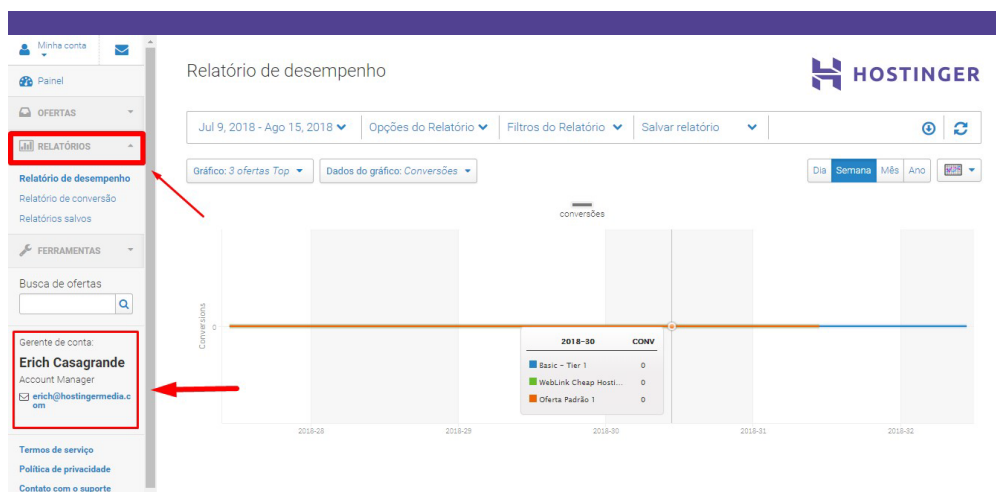 Minha conta
Painel
OFERTAS
RELATÓRIOS
Relatório de desempenho
Relatório de conversão
Relatórios salvos
FERRAMENTAS
Busca de ofertas
Gerente de conta:
Erich Casagrande
Account Manager
erich@hostingermedia.c
om
Termos de serviço
Política de privacidade
Contato com o suporte
Relatório de desempenho
HOSTINGER
Jul 9, 2018 - Ago 15, 2018 Opções do Relatório Filtros do Relatório Salvar relatório
Gráfico: 3 ofertas Top Dados do gráfico: Conversões Dia Semana Mês Ano
conversões
Conversions
0
2018-30 CONV
Basic - Tier 1 0
WebLink Cheap Hosti... 0
Oferta Padrão 1 0
2018-28 2018-29 2018-30 2018-31 2018-32